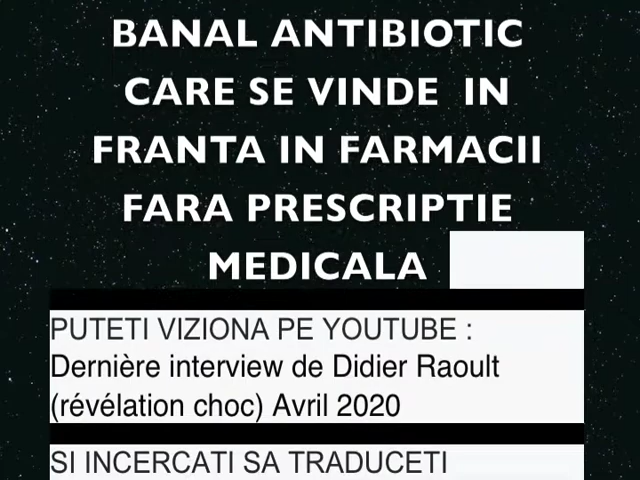 BANAL ANTIBIOTIC
CARE SE VINDE IN
FRANTA IN FARMACII
FARA PRESCRIPTIE
MEDICALA
PUTETI VIZIONA PE YOUTUBE :
Dernière interview de Didier Raoult
(révélation choc) Avril 2020
SI INCERCATI SA TRADUCETI